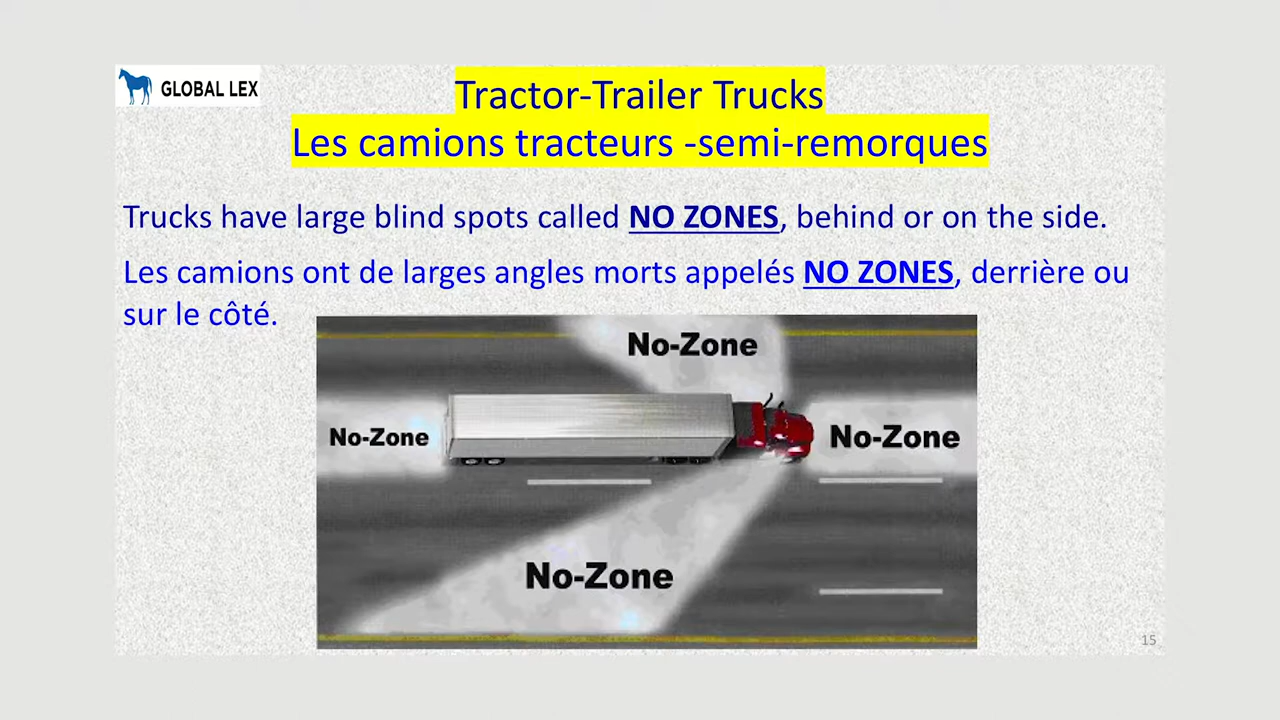 GLOBAL LEX
Tractor-Trailer Trucks
Les camions tracteurs -semi-remorques
Trucks have large blind spots called NO ZONES, behind or on the side.
Les camions ont de larges angles morts appelés NO ZONES, derrière ou
sur le côté.
No-Zone
No-Zone
No-Zone
No-Zone
15